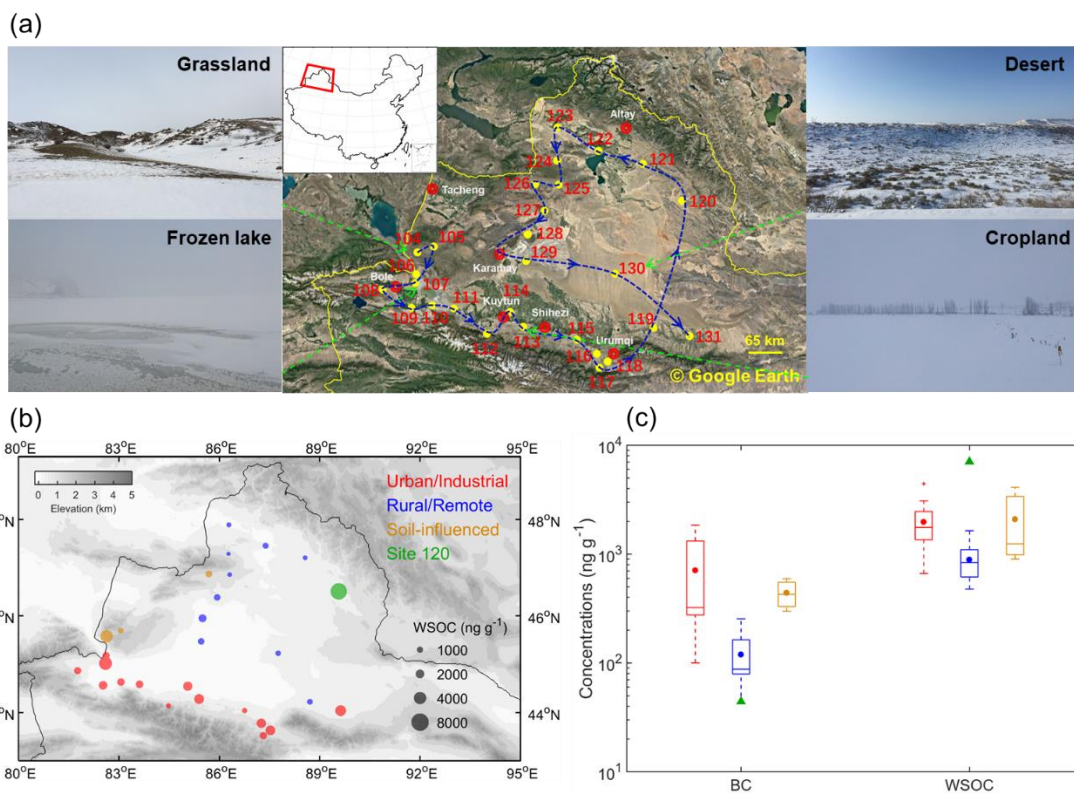 (a)
Grassland
Frozen lake
Desert
Cropland
Altay
Tacheng
Karamay
Bole
Kuytun
Shihezi
Urumqi
104
105
106
107
108
109
110
111
112
113
114
115
116
117
118
119
120
121
122
123
124
125
126
127
128
129
130
131
65 km
© Google Earth
(b)
80°E 83°E 86°E 89°E 92°E 95°E
0 1 2 3 4 5
Elevation (km)
Urban/Industrial
Rural/Remote
Soil-influenced
Site 120
WSOC (ng g⁻¹)
1000
2000
4000
8000
48°N
46°N
44°N
80°E 83°E 86°E 89°E 92°E 95°E
(c)
Concentrations (ng g⁻¹)
10⁴
10³
10²
10¹
BC WSOC